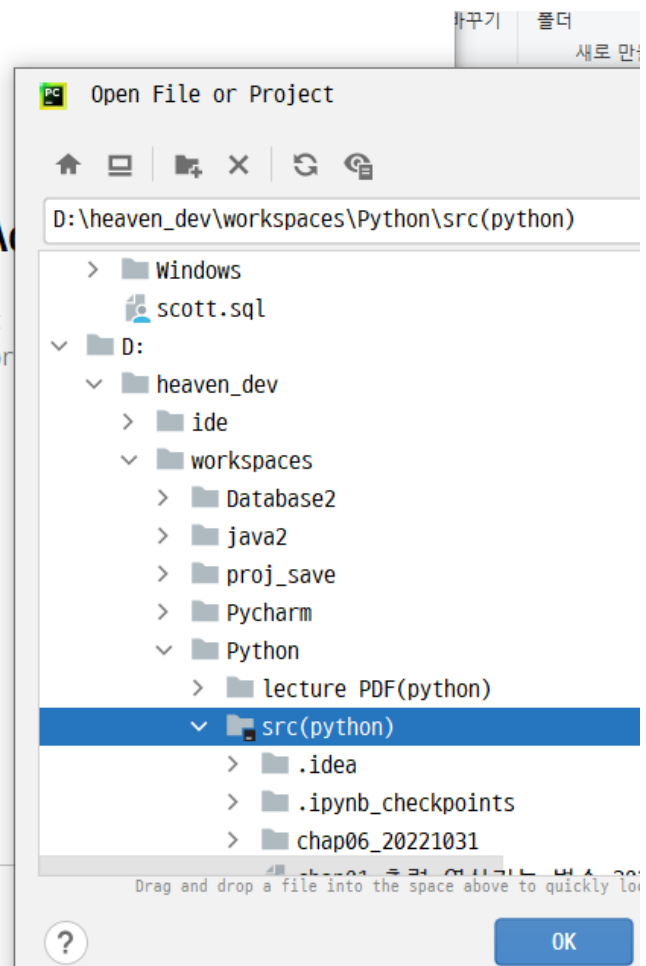 바꾸기
폴더
새로 만
PC
Open File or Project
D:\heaven_dev\workspaces\Python\src(python)
Windows
scott.sql
D:
heaven_dev
ide
workspaces
Database2
java2
proj_save
Pycharm
Python
lecture PDF(python)
src(python)
.idea
.ipynb_checkpoints
chap06_20221031
Drag and drop a file into the space above to quickly
?
OK